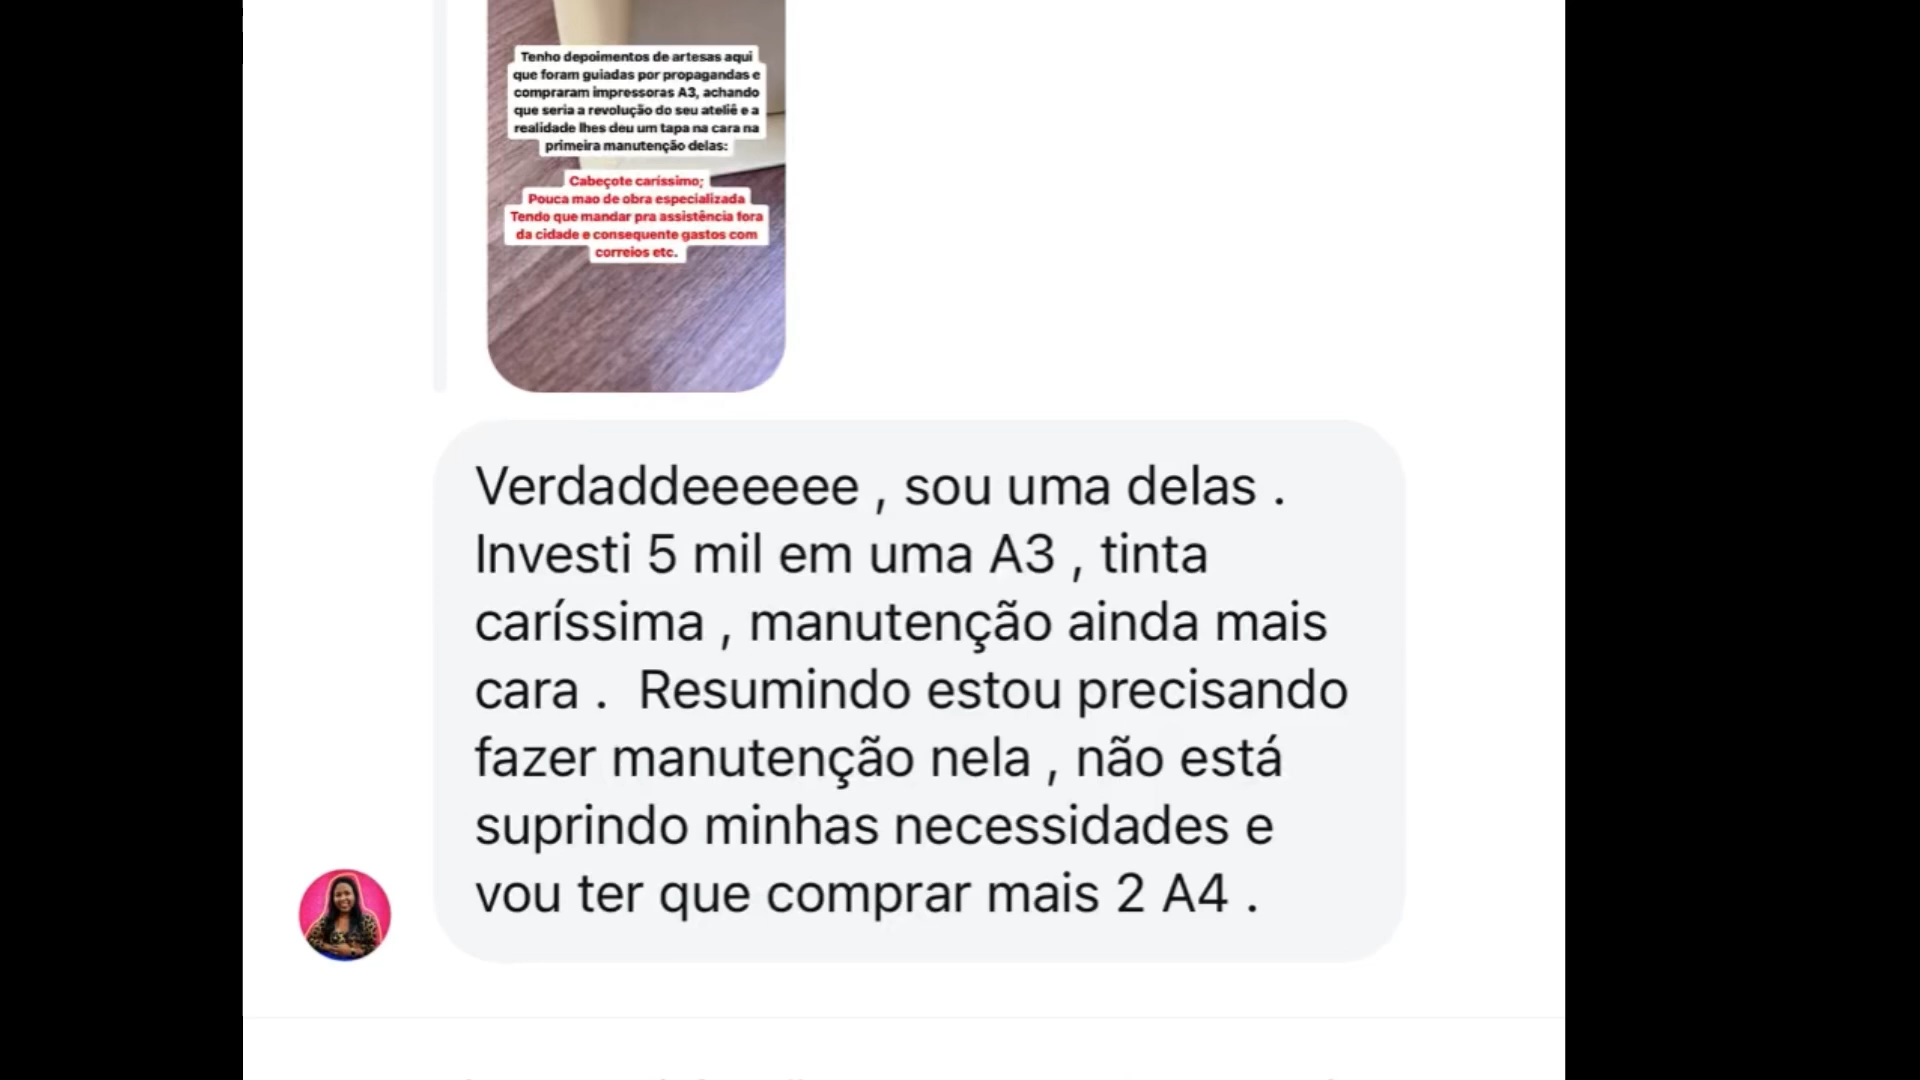 Tenho depoimentos de artesas aqui
que foram guiadas por propagandas e
compraram impressoras A3, achando
que seria a revolução do seu ateliê e a
realidade lhes deu um tapa na cara na
primeira manutenção delas:
Cabeçote caríssimo;
Pouca mao de obra especializada
Tendo que mandar pra assistência fora
da cidade e consequente gastos com
correios etc.
Verdaddeeeeee , sou uma delas .
Investi 5 mil em uma A3 , tinta
caríssima , manutenção ainda mais
cara .  Resumindo estou precisando
fazer manutenção nela , não está
suprindo minhas necessidades e
vou ter que comprar mais 2 A4 .